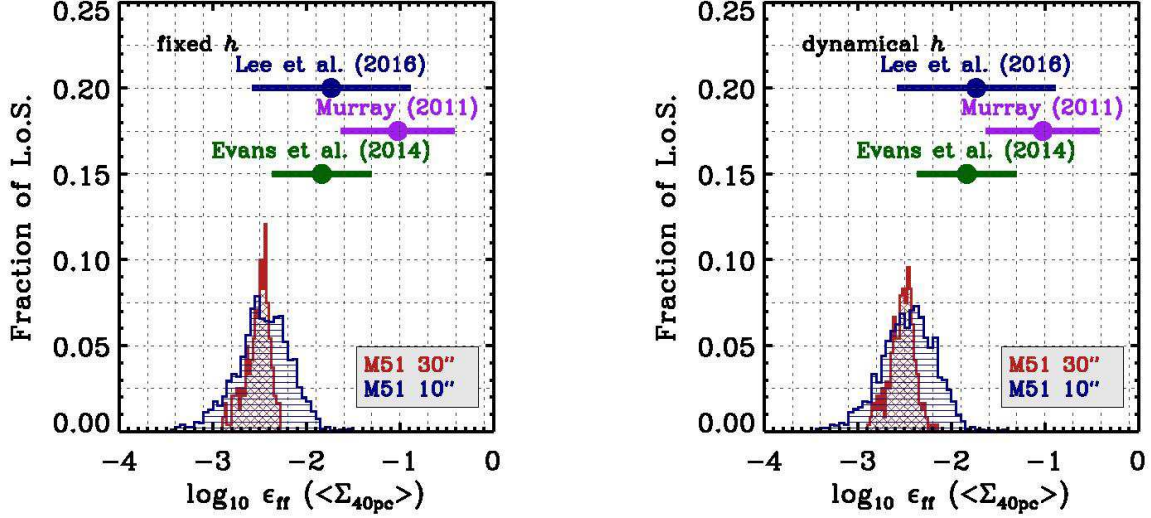 0.25
0.20
0.15
0.10
0.05
0.00
Fraction of L.o.S.
fixed h
Lee et al. (2016)
Murray (2011)
Evans et al. (2014)
M51 30″
M51 10″
−4 −3 −2 −1 0
log₁₀ ϵ_ff (<Σ₄₀pc>)
0.25
0.20
0.15
0.10
0.05
0.00
Fraction of L.o.S.
dynamical h
Lee et al. (2016)
Murray (2011)
Evans et al. (2014)
M51 30″
M51 10″
−4 −3 −2 −1 0
log₁₀ ϵ_ff (<Σ₄₀pc>)